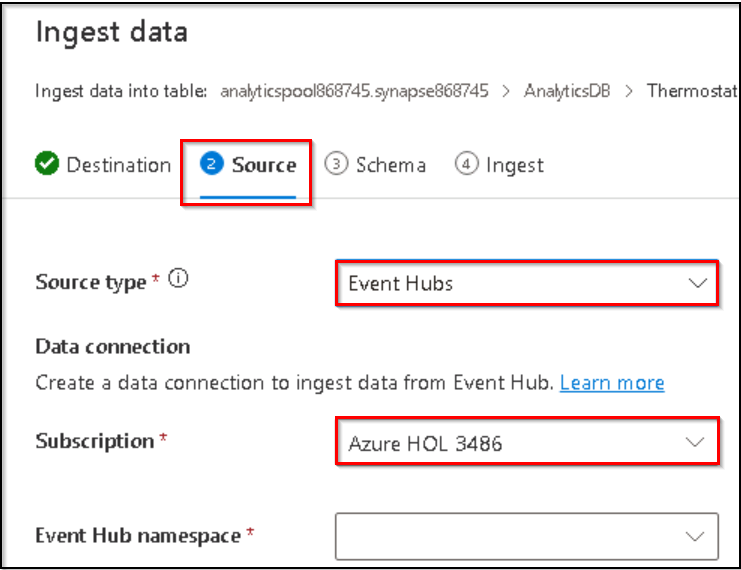 Ingest data
Ingest data into table: analyticspool868745.synapse868745 > AnalyticsDB > Thermostat
Destination 2 Source 3 Schema 4 Ingest
Source type * Event Hubs
Data connection
Create a data connection to ingest data from Event Hub. Learn more
Subscription * Azure HOL 3486
Event Hub namespace *